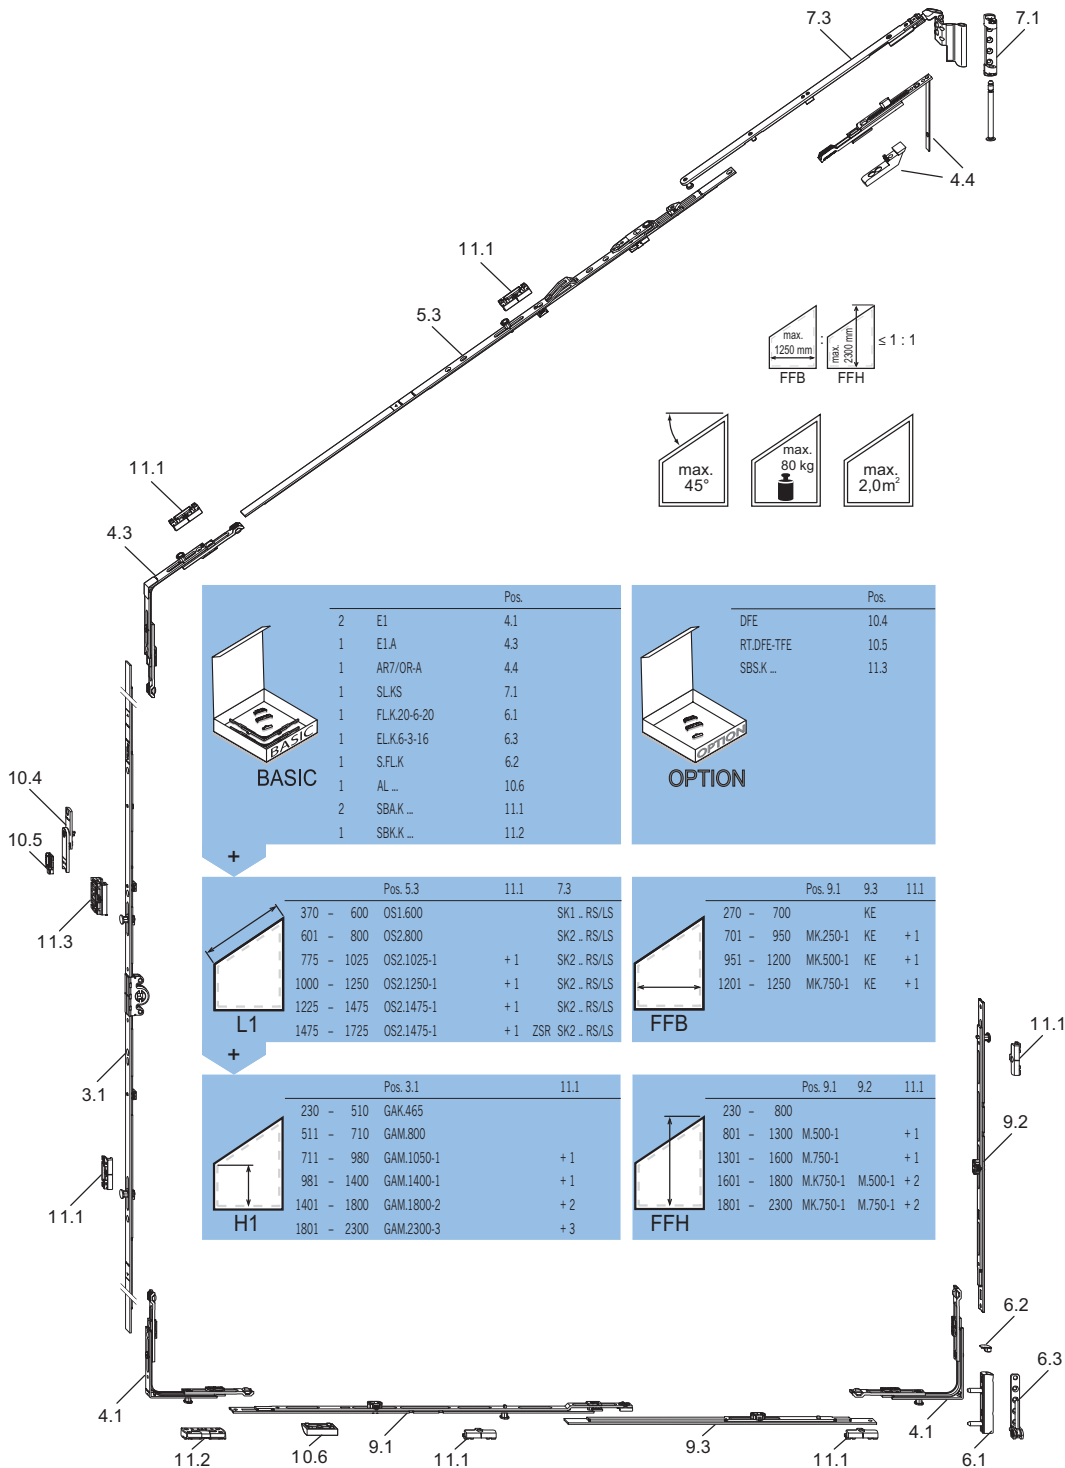 7.3
7.1
4.4
11.1
5.3
max.
1250 mm
:
max.
2300 mm
≤ 1 : 1
FFB
FFH
max.
45°
max.
80 kg
max.
2,0m²
11.1
4.3
Pos.
2 E1 4.1
1 E1.A 4.3
1 AR7/OR-A 4.4
1 SL.KS 7.1
1 FL.K.20-6-20 6.1
1 EL.K.6-3-16 6.3
1 S.FL.K 6.2
1 AL ... 10.6
2 SBA.K ... 11.1
1 SBK.K ... 11.2
BASIC
BASIC
Pos.
DFE 10.4
RT.DFE-TFE 10.5
SBS.K ... 11.3
OPTION
OPTION
10.4
10.5
11.3
+
Pos. 5.3 11.1 7.3
370 – 600 OS1.600 SK1 .. RS/LS
601 – 800 OS2.800 SK2 .. RS/LS
775 – 1025 OS2.1025-1 + 1 SK2 .. RS/LS
1000 – 1250 OS2.1250-1 + 1 SK2 .. RS/LS
1225 – 1475 OS2.1475-1 + 1 SK2 .. RS/LS
1475 – 1725 OS2.1475-1 + 1 ZSR SK2 .. RS/LS
L1
Pos. 9.1 9.3 11.1
270 – 700 KE
701 – 950 MK.250-1 KE + 1
951 – 1200 MK.500-1 KE + 1
1201 – 1250 MK.750-1 KE + 1
FFB
+
3.1
11.1
Pos. 3.1 11.1
230 – 510 GAK.465
511 – 710 GAM.800
711 – 980 GAM.1050-1 + 1
981 – 1400 GAM.1400-1 + 1
1401 – 1800 GAM.1800-2 + 2
1801 – 2300 GAM.2300-3 + 3
H1
Pos. 9.1 9.2 11.1
230 – 800
801 – 1300 M.500-1 + 1
1301 – 1600 M.750-1 + 1
1601 – 1800 M.K750-1 M.500-1 + 2
1801 – 2300 MK.750-1 M.750-1 + 2
FFH
11.1
9.2
6.2
6.3
4.1
11.2
10.6
9.1
11.1
9.3
11.1
4.1
6.1